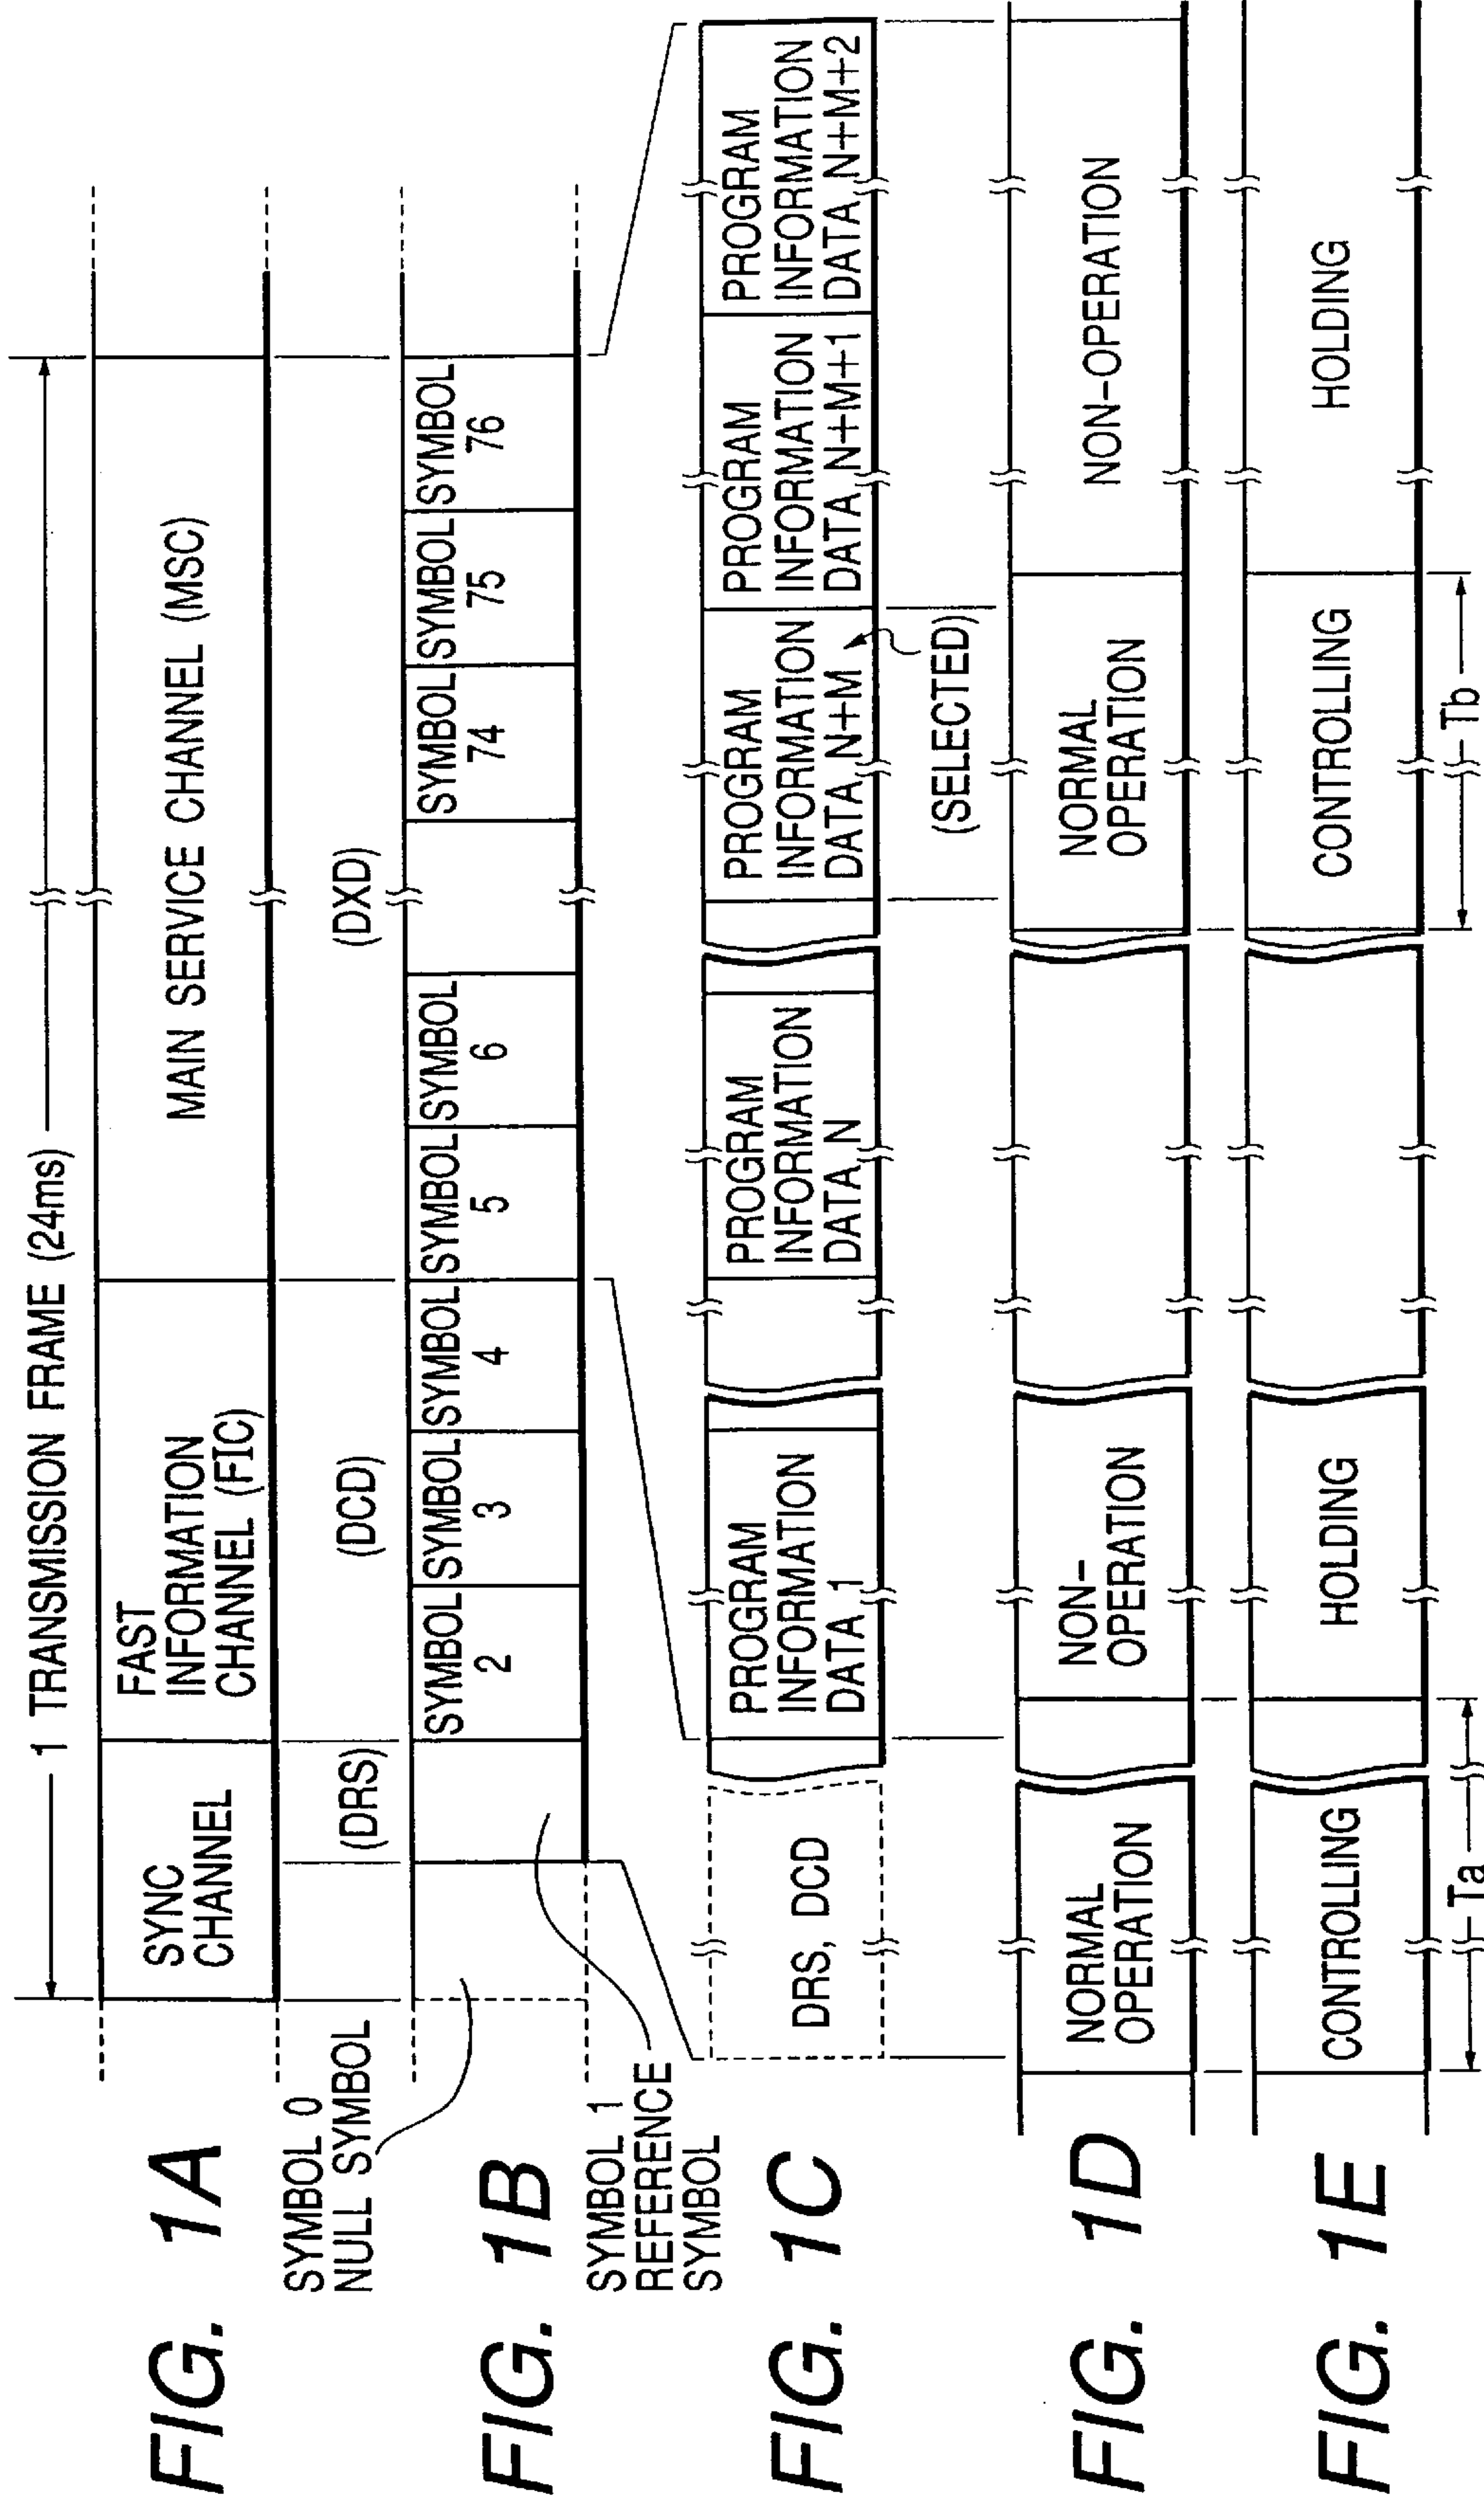 FIG. 1A
1 TRANSMISSION FRAME (24ms)
SYNC
CHANNEL
FAST
INFORMATION
CHANNEL (FIC)
MAIN SERVICE CHANNEL (MSC)
SYMBOL 0
NULL SYMBOL
(DRS)
(DCD)
(DXD)
FIG. 1B
SYMBOL
2
SYMBOL
3
SYMBOL
4
SYMBOL
5
SYMBOL
6
SYMBOL
74
SYMBOL
75
SYMBOL
76
SYMBOL 1
REFERENCE
SYMBOL
FIG. 1C
DRS, DCD
PROGRAM
INFORMATION
DATA 1
PROGRAM
INFORMATION
DATA N
PROGRAM
INFORMATION
DATA N+M
PROGRAM
INFORMATION
DATA N+M+1
PROGRAM
INFORMATION
DATA N+M+2
(SELECTED)
FIG. 1D
NORMAL
OPERATION
NON-
OPERATION
NORMAL
OPERATION
NON-OPERATION
FIG. 1E
CONTROLLING
HOLDING
CONTROLLING
HOLDING
Ta
Tb